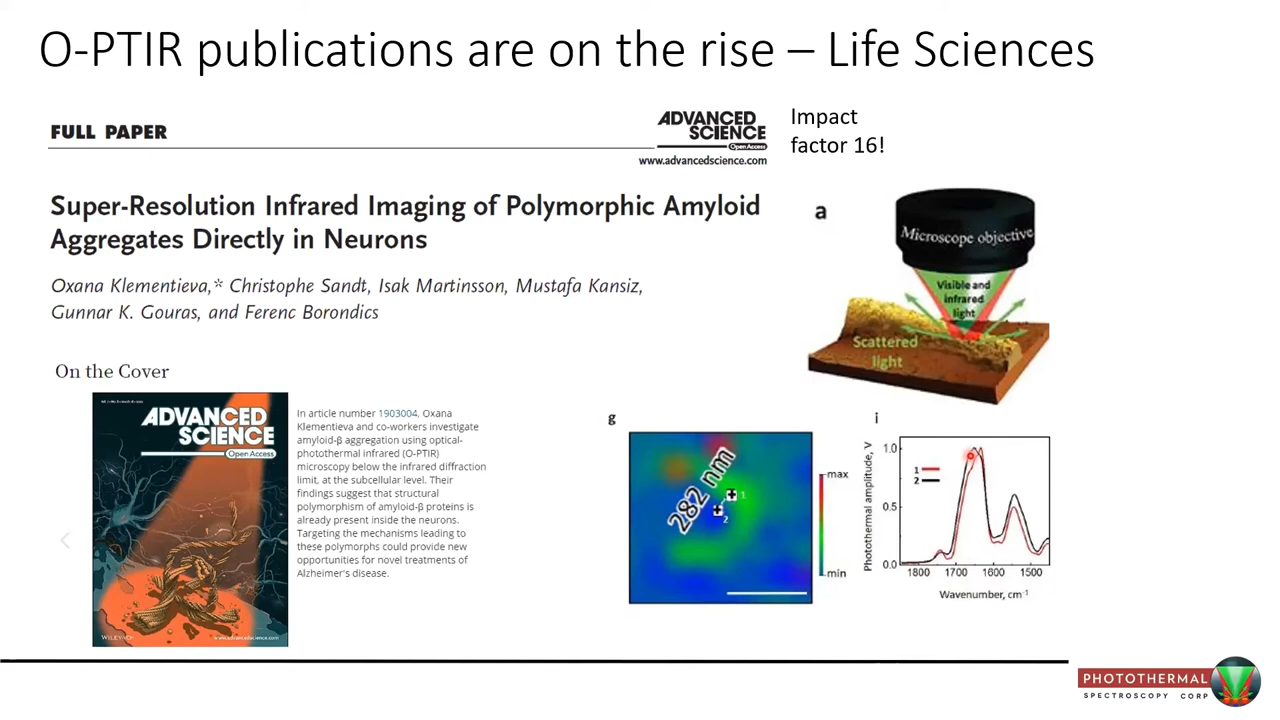 O-PTIR publications are on the rise – Life Sciences
FULL PAPER
ADVANCED
SCIENCE
Open Access
www.advancedscience.com
Impact
factor 16!
Super-Resolution Infrared Imaging of Polymorphic Amyloid
Aggregates Directly in Neurons
Oxana Klementieva,* Christophe Sandt, Isak Martinsson, Mustafa Kansiz,
Gunnar K. Gouras, and Ferenc Borondics
a
Microscope objective
Visible and
infrared
light
Scattered
light
On the Cover
ADVANCED
SCIENCE
Open Access
WILEY-VCH
www.advancedscience.com
In article number 1903004, Oxana
Klementieva and co-workers investigate
amyloid-β aggregation using optical-
photothermal infrared (O-PTIR)
microscopy below the infrared diffraction
limit, at the subcellular level. Their
findings suggest that structural
polymorphism of amyloid-β proteins is
already present inside the neurons.
Targeting the mechanisms leading to
these polymorphs could provide new
opportunities for novel treatments of
Alzheimer's disease.
g
282 nm
1
2
max
min
i
Photothermal amplitude, V
1.0
0.5
0.0
1
2
1800 1700 1600 1500
Wavenumber, cm-1
PHOTOTHERMAL
SPECTROSCOPY CORP